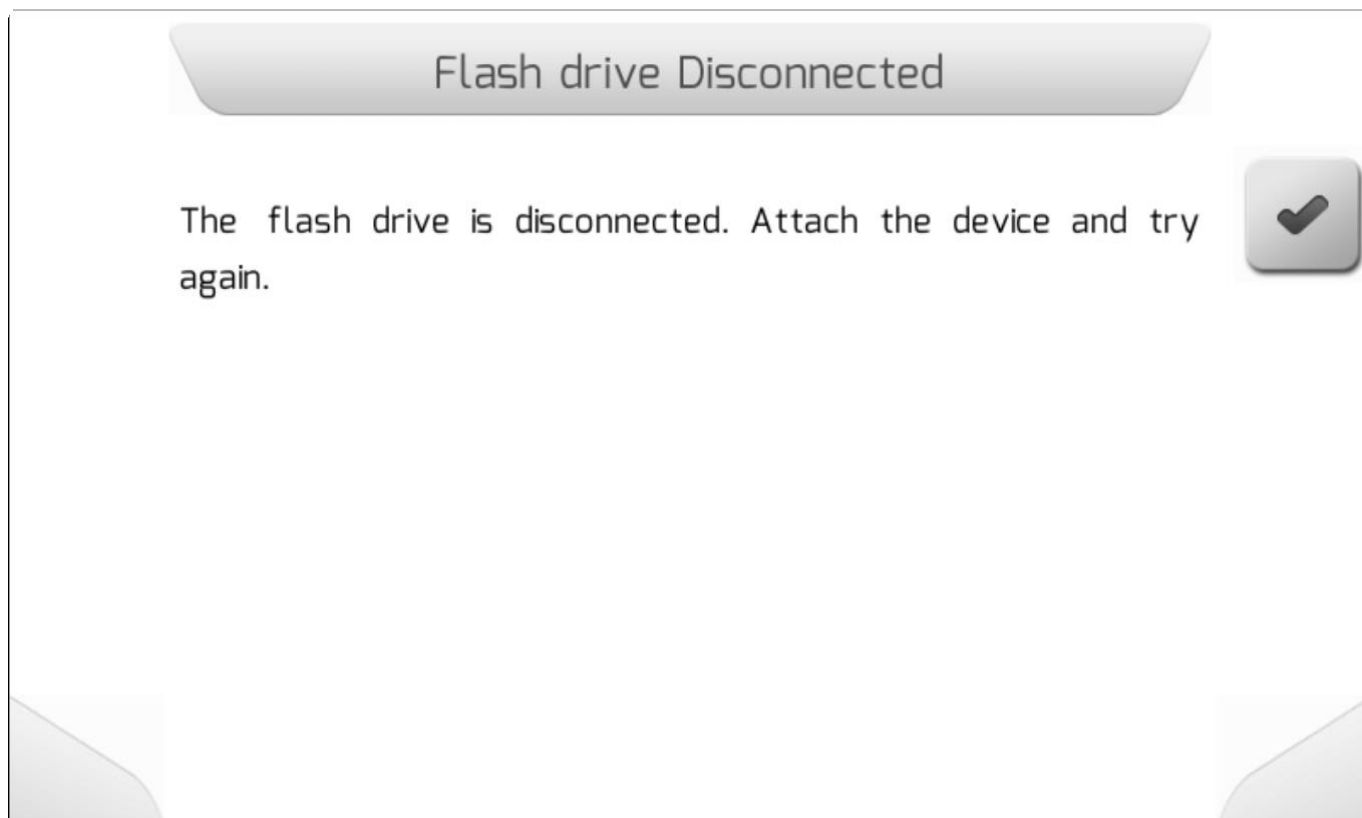 Flash drive Disconnected
The flash drive is disconnected. Attach the device and try
again.